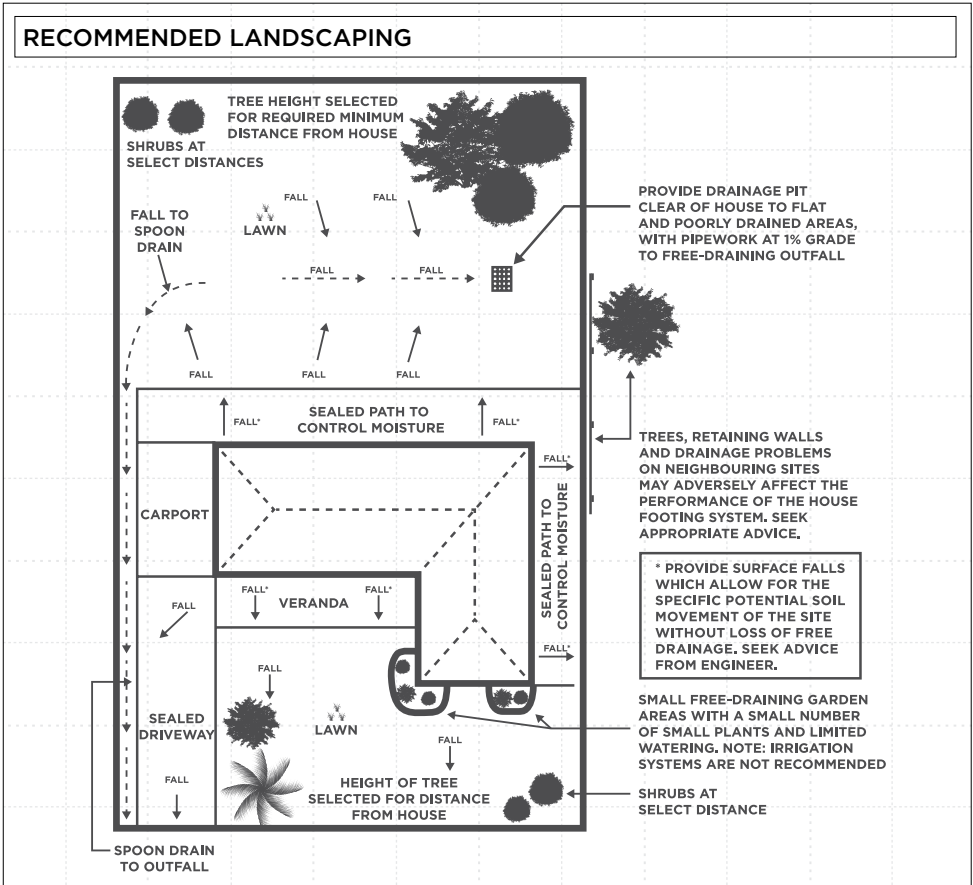 RECOMMENDED LANDSCAPING
TREE HEIGHT SELECTED
FOR REQUIRED MINIMUM
DISTANCE FROM HOUSE
SHRUBS AT
SELECT DISTANCES
PROVIDE DRAINAGE PIT
CLEAR OF HOUSE TO FLAT
AND POORLY DRAINED AREAS,
WITH PIPEWORK AT 1% GRADE
TO FREE-DRAINING OUTFALL
FALL TO
SPOON
DRAIN
LAWN
FALL
FALL
FALL
FALL
FALL
FALL
FALL
SEALED PATH TO
CONTROL MOISTURE
FALL*
FALL*
FALL*
TREES, RETAINING WALLS
AND DRAINAGE PROBLEMS
ON NEIGHBOURING SITES
MAY ADVERSELY AFFECT THE
PERFORMANCE OF THE HOUSE
FOOTING SYSTEM. SEEK
APPROPRIATE ADVICE.
CARPORT
SEALED PATH TO
CONTROL MOISTURE
* PROVIDE SURFACE FALLS
WHICH ALLOW FOR THE
SPECIFIC POTENTIAL SOIL
MOVEMENT OF THE SITE
WITHOUT LOSS OF FREE
DRAINAGE. SEEK ADVICE
FROM ENGINEER.
FALL
FALL*
VERANDA
FALL*
FALL*
FALL
SEALED
DRIVEWAY
LAWN
FALL
SMALL FREE-DRAINING GARDEN
AREAS WITH A SMALL NUMBER
OF SMALL PLANTS AND LIMITED
WATERING. NOTE: IRRIGATION
SYSTEMS ARE NOT RECOMMENDED
FALL
HEIGHT OF TREE
SELECTED FOR DISTANCE
FROM HOUSE
SHRUBS AT
SELECT DISTANCE
SPOON DRAIN
TO OUTFALL